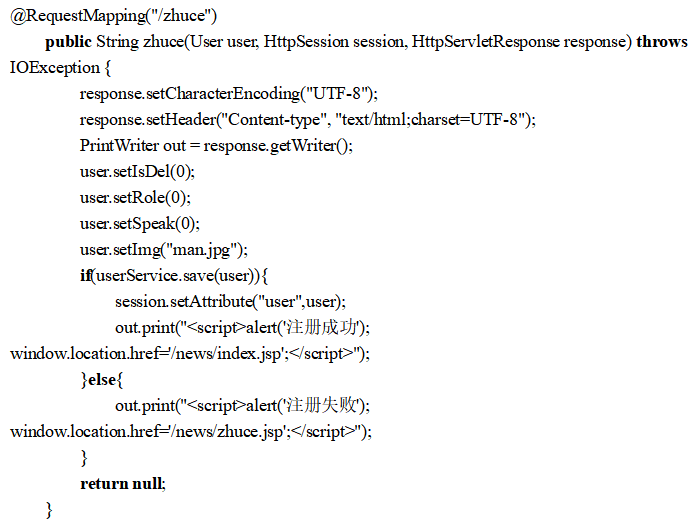 @RequestMapping("/zhuce")
public String zhuce(User user, HttpSession session, HttpServletResponse response) throws
IOException {
response.setCharacterEncoding("UTF-8");
response.setHeader("Content-type", "text/html;charset=UTF-8");
PrintWriter out = response.getWriter();
user.setIsDel(0);
user.setRole(0);
user.setSpeak(0);
user.setImg("man.jpg");
if(userService.save(user)){
session.setAttribute("user",user);
out.print("<script>alert('注册成功');
window.location.href='/news/index.jsp';</script>");
}else{
out.print("<script>alert('注册失败');
window.location.href='/news/zhuce.jsp';</script>");
}
return null;
}